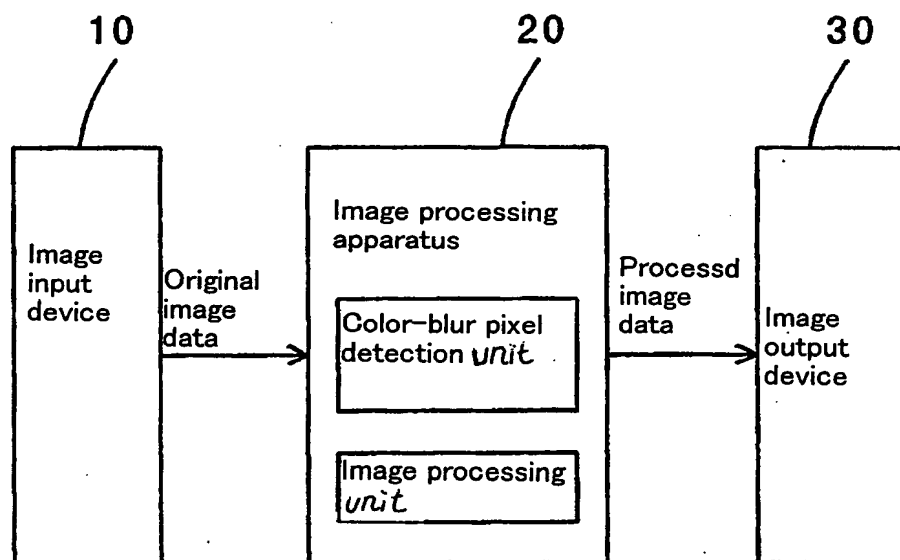 10
20
30
Image
input
device
Original
image
data
Image processing
apparatus
Color-blur pixel
detection unit
Image processing
unit
Processd
image
data
Image
output
device